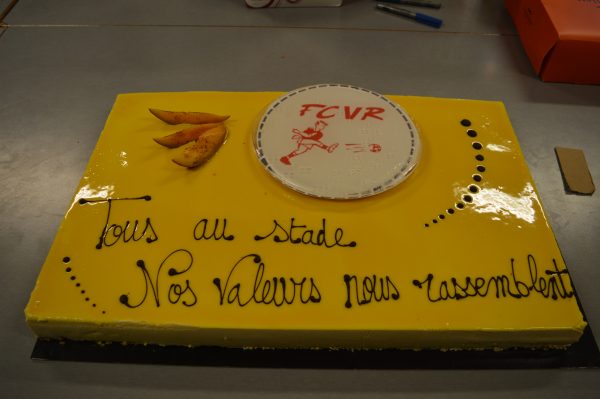 FCVR
Tous au stade
Nos valeurs nous rassemblent